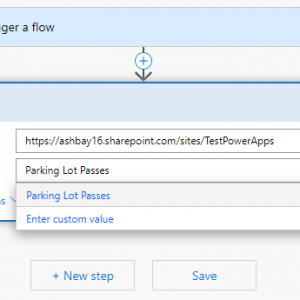 ger a flow
https://ashbay16.sharepoint.com/sites/TestPowerApps
Parking Lot Passes
Parking Lot Passes
Enter custom value
+ New step
Save